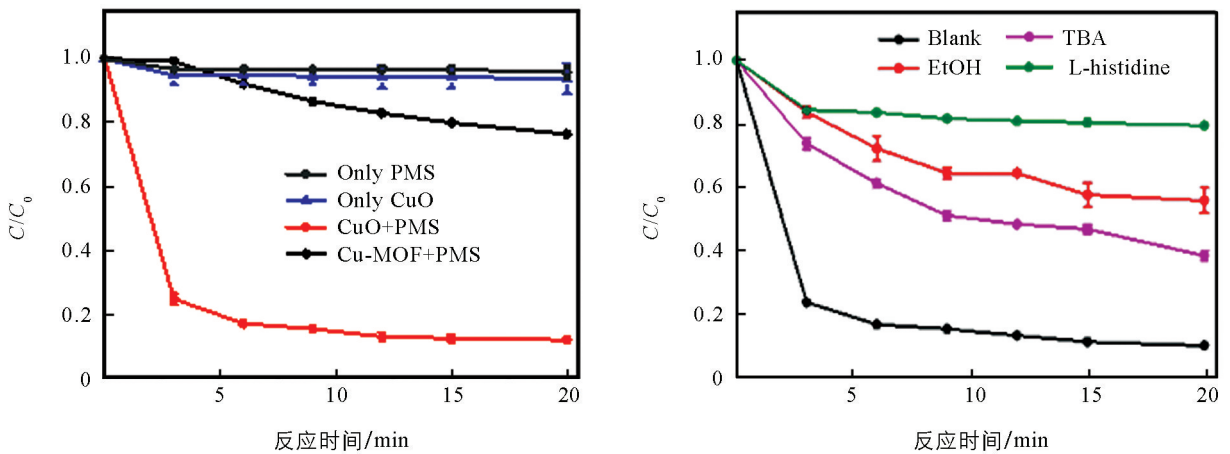 1.0
0.8
0.6
0.4
0.2
0
C/C₀
Only PMS
Only CuO
CuO+PMS
Cu-MOF+PMS
5 10 15 20
反应时间/min
1.0
0.8
0.6
0.4
0.2
0
C/C₀
Blank TBA
EtOH L-histidine
5 10 15 20
反应时间/min